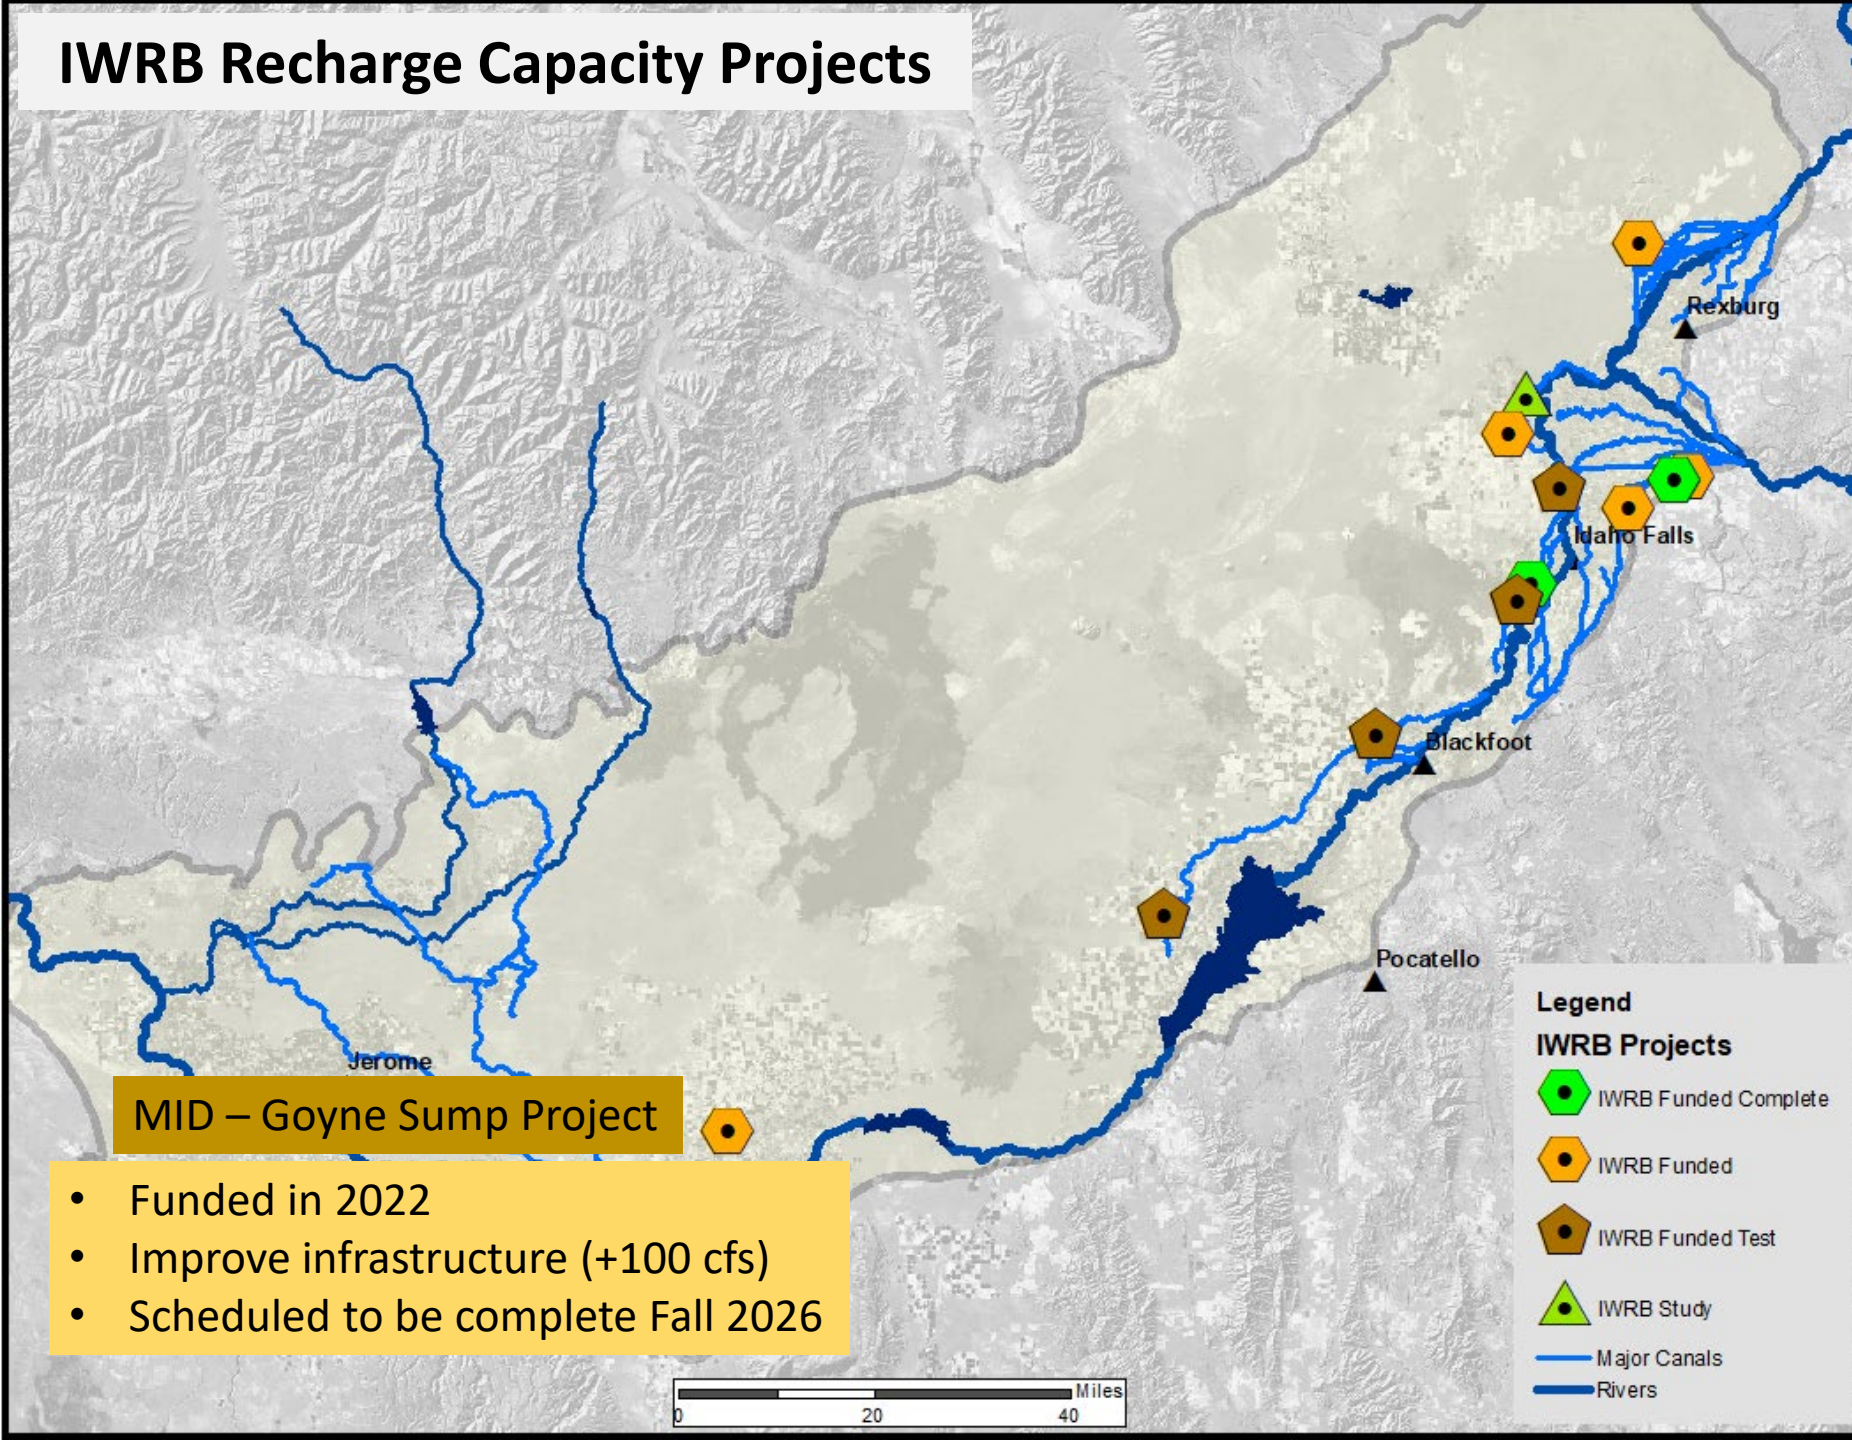 IWRB Recharge Capacity Projects
Rexburg
Idaho Falls
Blackfoot
Pocatello
Jerome
MID – Goyne Sump Project
• Funded in 2022
• Improve infrastructure (+100 cfs)
• Scheduled to be complete Fall 2026
Legend
IWRB Projects
IWRB Funded Complete
IWRB Funded
IWRB Funded Test
IWRB Study
Major Canals
Rivers
Miles
0 20 40